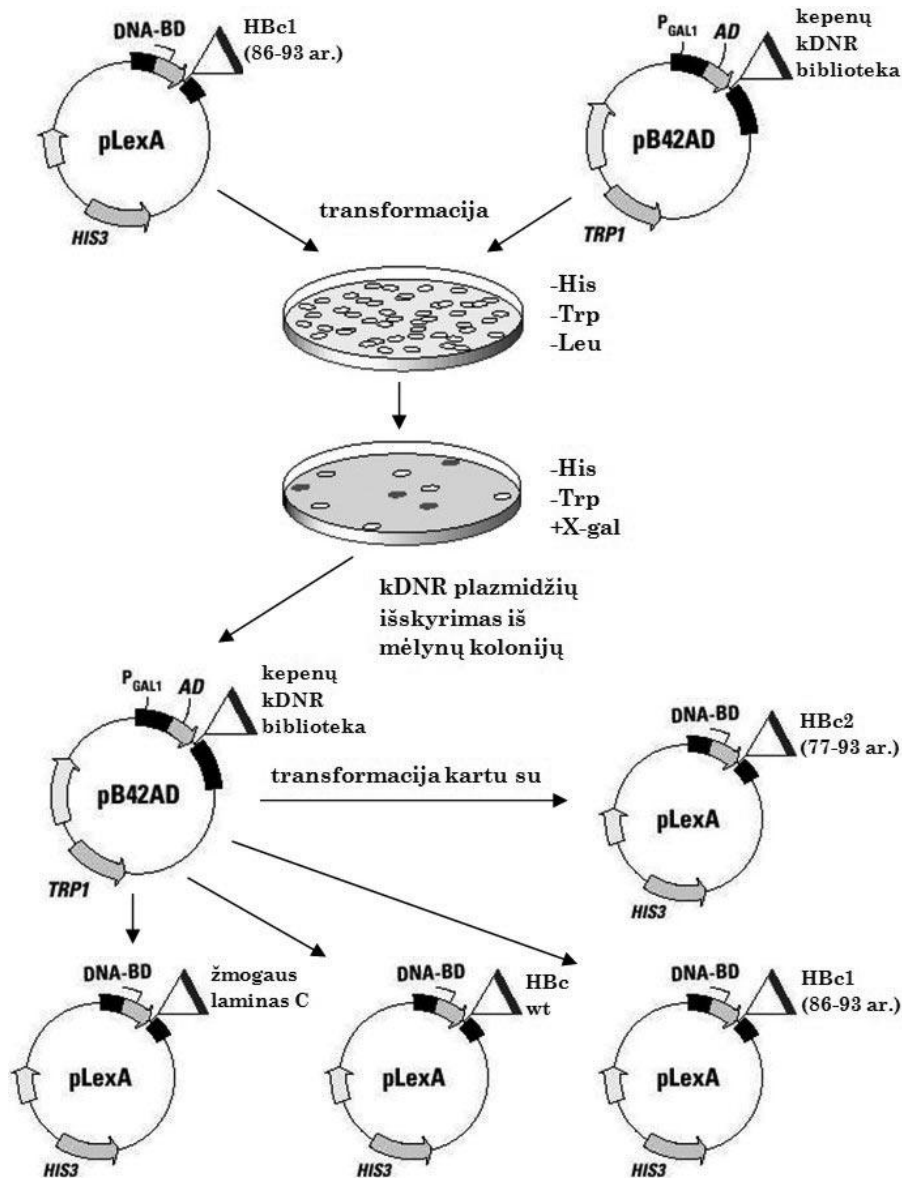 DNA-BD
HBc1
(86-93 ar.)
pLexA
HIS3
PGAL1
AD
kepenų
kDNR
biblioteka
pB42AD
TRP1
transformacija
-His
-Trp
-Leu
-His
-Trp
+X-gal
kDNR plazmidžių
išskyrimas iš
mėlynų kolonijų
PGAL1
AD
kepenų
kDNR
biblioteka
pB42AD
TRP1
transformacija kartu su
DNA-BD
HBc2
(77-93 ar.)
pLexA
HIS3
DNA-BD
žmogaus
laminas C
pLexA
HIS3
DNA-BD
HBc
wt
pLexA
HIS3
DNA-BD
HBc1
(86-93 ar.)
pLexA
HIS3